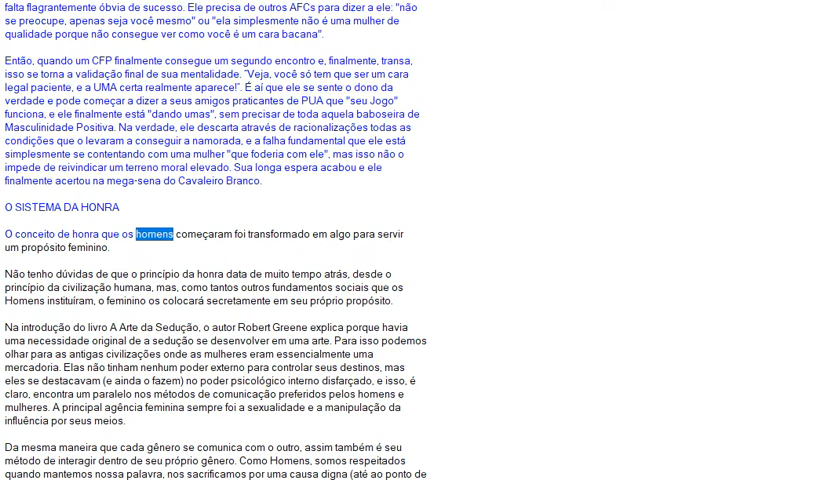 falta flagrantemente óbvia de sucesso. Ele precisa de outros AFCs para dizer a ele: "não
se preocupe, apenas seja você mesmo" ou "ela simplesmente não é uma mulher de
qualidade porque não consegue ver como você é um cara bacana".
Então, quando um CFP finalmente consegue um segundo encontro e, finalmente, transa,
isso se torna a validação final de sua mentalidade. "Veja, você só tem que ser um cara
legal paciente, e a UMA certa realmente aparece!". É aí que ele se sente o dono da
verdade e pode começar a dizer a seus amigos praticantes de PUA que "seu Jogo"
funciona, e ele finalmente está "dando umas", sem precisar de toda aquela baboseira de
Masculinidade Positiva. Na verdade, ele descarta através de racionalizações todas as
condições que o levaram a conseguir a namorada, e a falha fundamental que ele está
simplesmente se contentando com uma mulher "que foderia com ele", mas isso não o
impede de reivindicar um terreno moral elevado. Sua longa espera acabou e ele
finalmente acertou na mega-sena do Cavaleiro Branco.
O SISTEMA DA HONRA
O conceito de honra que os homens começaram foi transformado em algo para servir
um propósito feminino.
Não tenho dúvidas de que o princípio da honra data de muito tempo atrás, desde o
princípio da civilização humana, mas, como tantos outros fundamentos sociais que os
Homens instituíram, o feminino os colocará secretamente em seu próprio propósito.
Na introdução do livro A Arte da Sedução, o autor Robert Greene explica porque havia
uma necessidade original de a sedução se desenvolver em uma arte. Para isso podemos
olhar para as antigas civilizações onde as mulheres eram essencialmente uma
mercadoria. Elas não tinham nenhum poder externo para controlar seus destinos, mas
eles se destacavam (e ainda o fazem) no poder psicológico interno disfarçado, e isso, é
claro, encontra um paralelo nos métodos de comunicação preferidos pelos homens e
mulheres. A principal agência feminina sempre foi a sexualidade e a manipulação da
influência por seus meios.
Da mesma maneira que cada gênero se comunica com o outro, assim também é seu
método de interagir dentro de seu próprio gênero. Como Homens, somos respeitados
quando mantemos nossa palavra, nos sacrificamos por uma causa digna (até ao ponto de